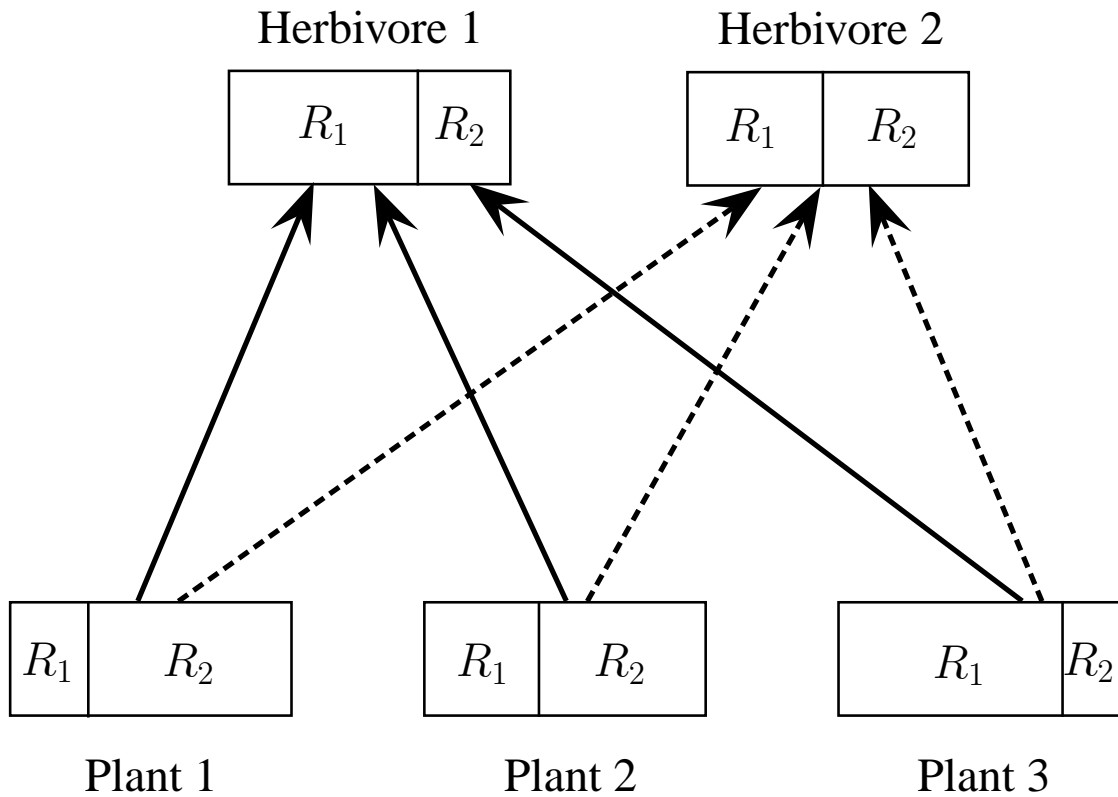 Herbivore 1 Herbivore 2
R₁ R₂ R₁ R₂
R₁ R₂ R₁ R₂ R₁ R₂
Plant 1 Plant 2 Plant 3